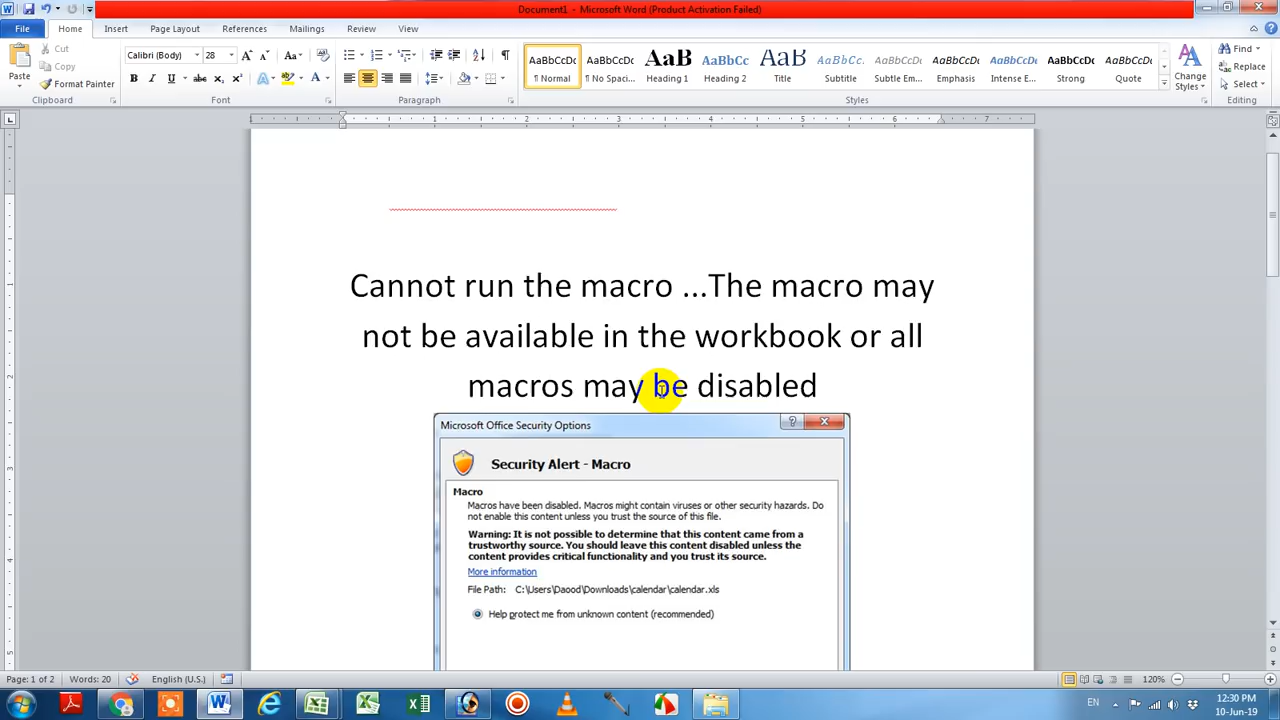 Document1 - Microsoft Word (Product Activation Failed)
File Home Insert Page Layout References Mailings Review View
Paste
Cut
Copy
Format Painter
Clipboard
Calibri (Body) 28
Font
Paragraph
AaBbCcDc AaBbCcDc AaB AaBbCc AaB AaBbCc. AaBbCcDc AaBbCcDc AaBbCcDc AaBbCcDc AaBbCcDc
¶ Normal ¶ No Spaci... Heading 1 Heading 2 Title Subtitle Subtle Em... Emphasis Intense E... Strong Quote
Styles
Change
Styles
Find
Replace
Select
Editing
Cannot run the macro ...The macro may
not be available in the workbook or all
macros may be disabled
Microsoft Office Security Options
Security Alert - Macro
Macro
Macros have been disabled. Macros might contain viruses or other security hazards. Do
not enable this content unless you trust the source of this file.
Warning: It is not possible to determine that this content came from a
trustworthy source. You should leave this content disabled unless the
content provides critical functionality and you trust its source.
More information
File Path: C:\Users\Daood\Downloads\calendar\calendar.xls
Help protect me from unknown content (recommended)
Page: 1 of 2 Words: 20 English (U.S.) 120%
EN 12:30 PM
10-Jun-19